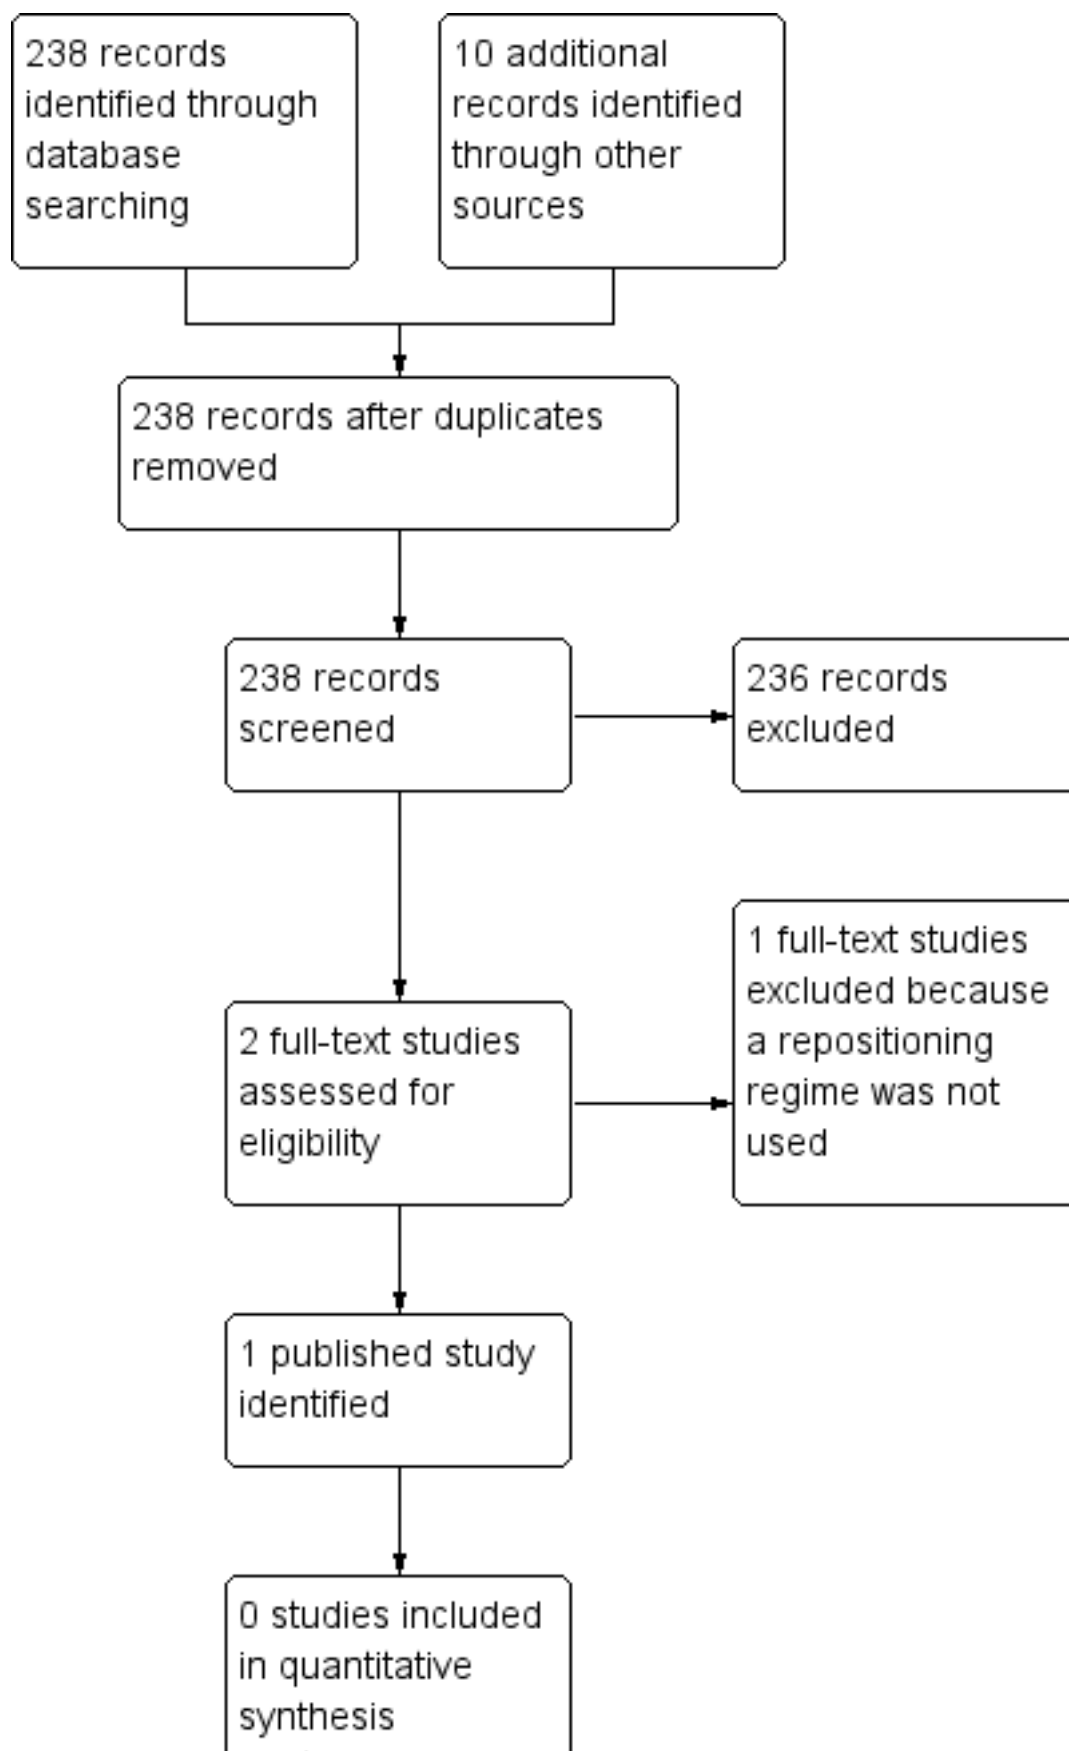 238 records
identified through
database
searching
10 additional
records identified
through other
sources
238 records after duplicates
removed
238 records
screened
236 records
excluded
2 full-text studies
assessed for
eligibility
1 full-text studies
excluded because
a repositioning
regime was not
used
1 published study
identified
0 studies included
in quantitative
synthesis